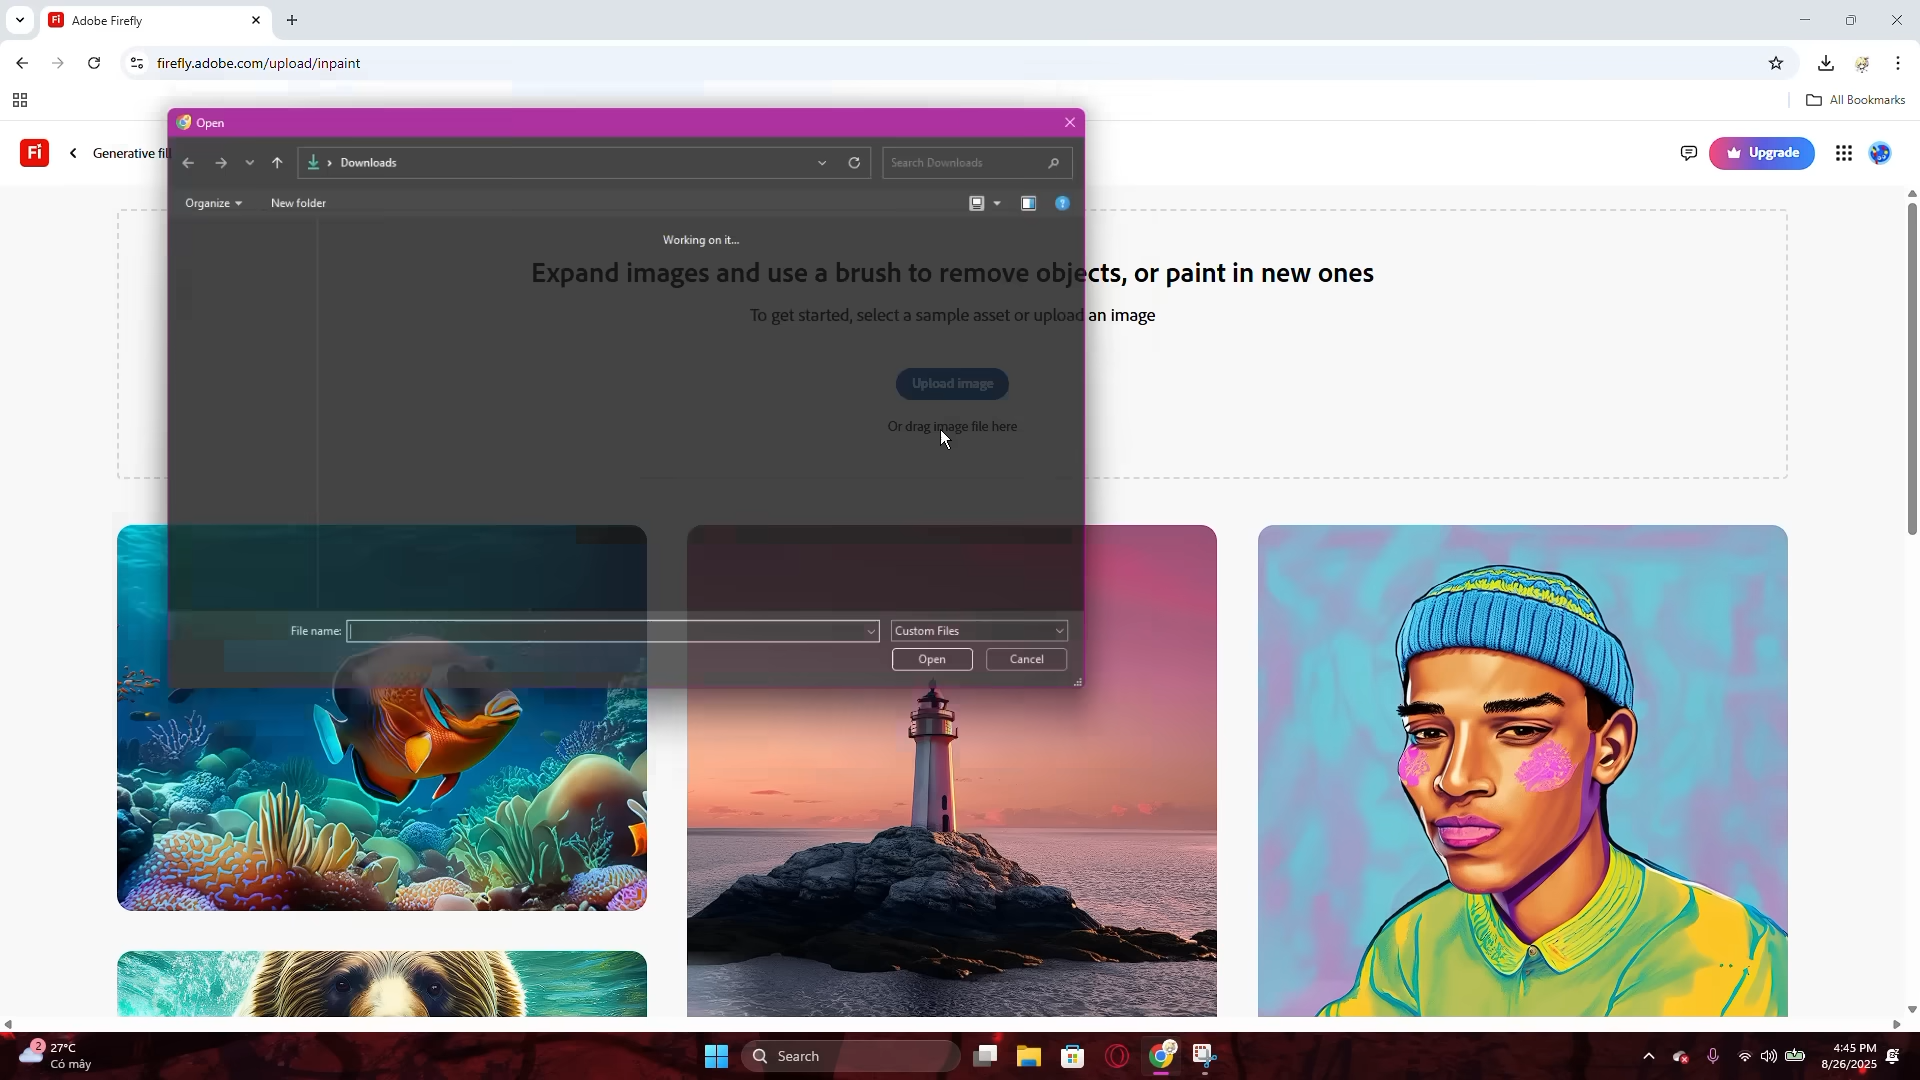 Fi Adobe Firefly
firefly.adobe.com/upload/inpaint
All Bookmarks
Open
Fi Generative fill
Upgrade
Downloads
Search Downloads
Organize
New folder
Working on it...
Expand images and use a brush to remove objects, or paint in new ones
To get started, select a sample asset or upload an image
Upload image
Or drag image file here
File name:
Custom Files
Open
Cancel
2
27°C
Có mây
Search
4:45 PM
8/26/2025